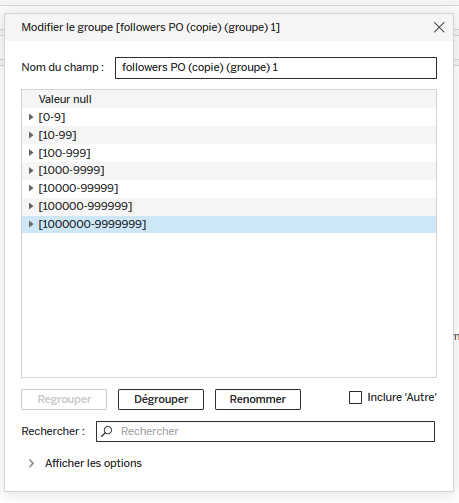 Modifier le groupe [followers PO (copie) (groupe) 1]
Nom du champ : followers PO (copie) (groupe) 1
Valeur null
[0-9]
[10-99]
[100-999]
[1000-9999]
[10000-99999]
[100000-999999]
[1000000-9999999]
Regrouper Dégrouper Renommer Inclure 'Autre'
Rechercher : Rechercher
Afficher les options